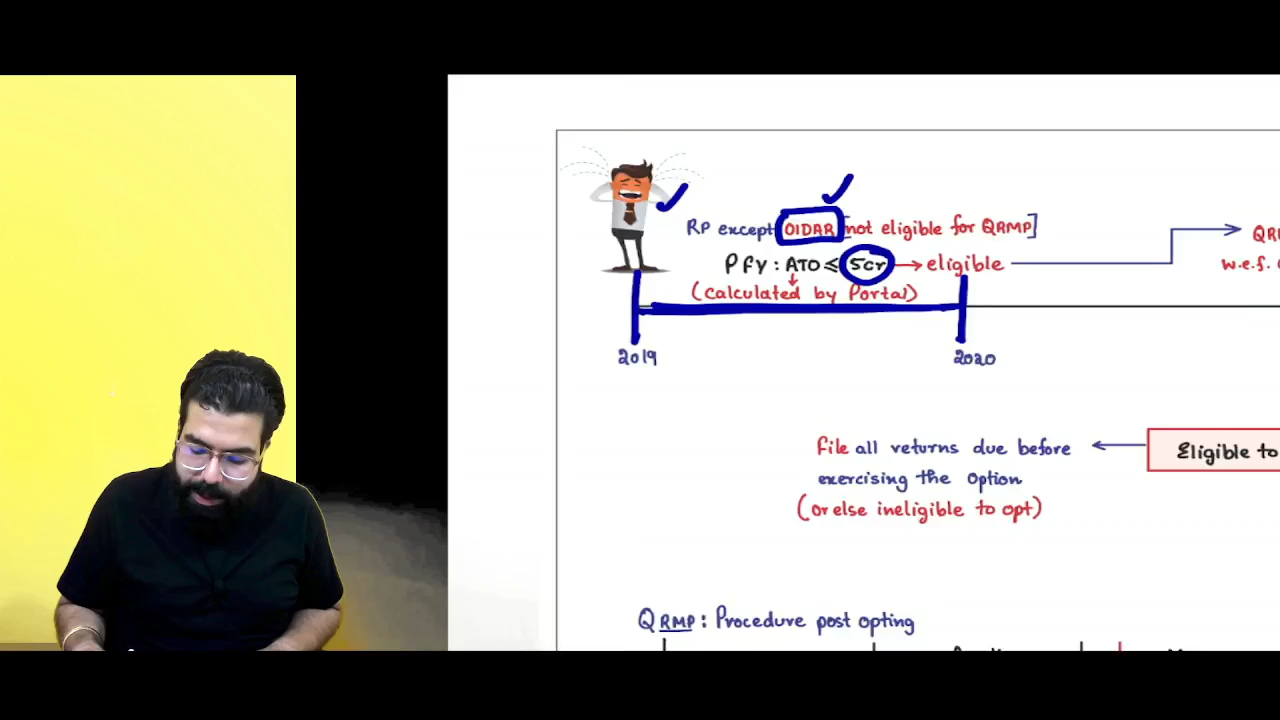 RP except OIDAR [not eligible for QRMP]
PFY: ATO ≤ 5Cr → eligible
(calculated by Portal)
QR
w.e.f.
2019
2020
File all returns due before
exercising the Option
(or else ineligible to opt)
Eligible to
QRMP: Procedure post opting